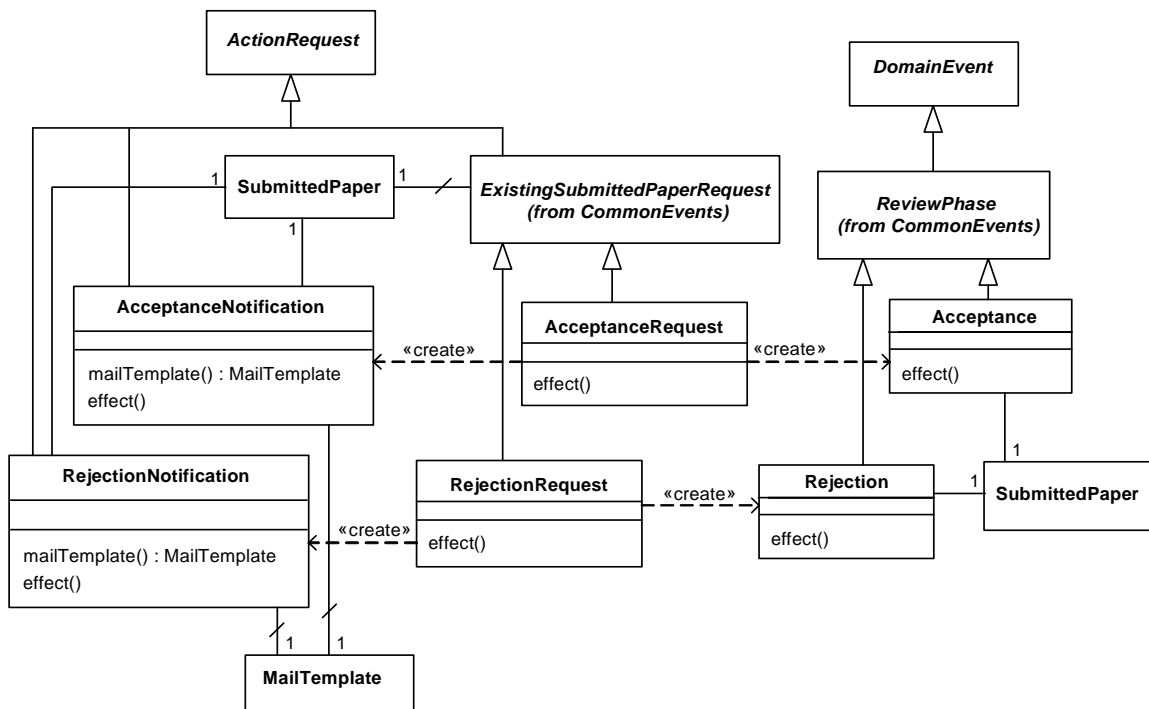 ActionRequest
DomainEvent
1
SubmittedPaper
1
ExistingSubmittedPaperRequest
(from CommonEvents)
ReviewPhase
(from CommonEvents)
1
AcceptanceNotification
mailTemplate() : MailTemplate
effect()
«create»
AcceptanceRequest
effect()
«create»
Acceptance
effect()
1
RejectionNotification
mailTemplate() : MailTemplate
effect()
«create»
RejectionRequest
effect()
«create»
Rejection
effect()
1
SubmittedPaper
1
1
MailTemplate